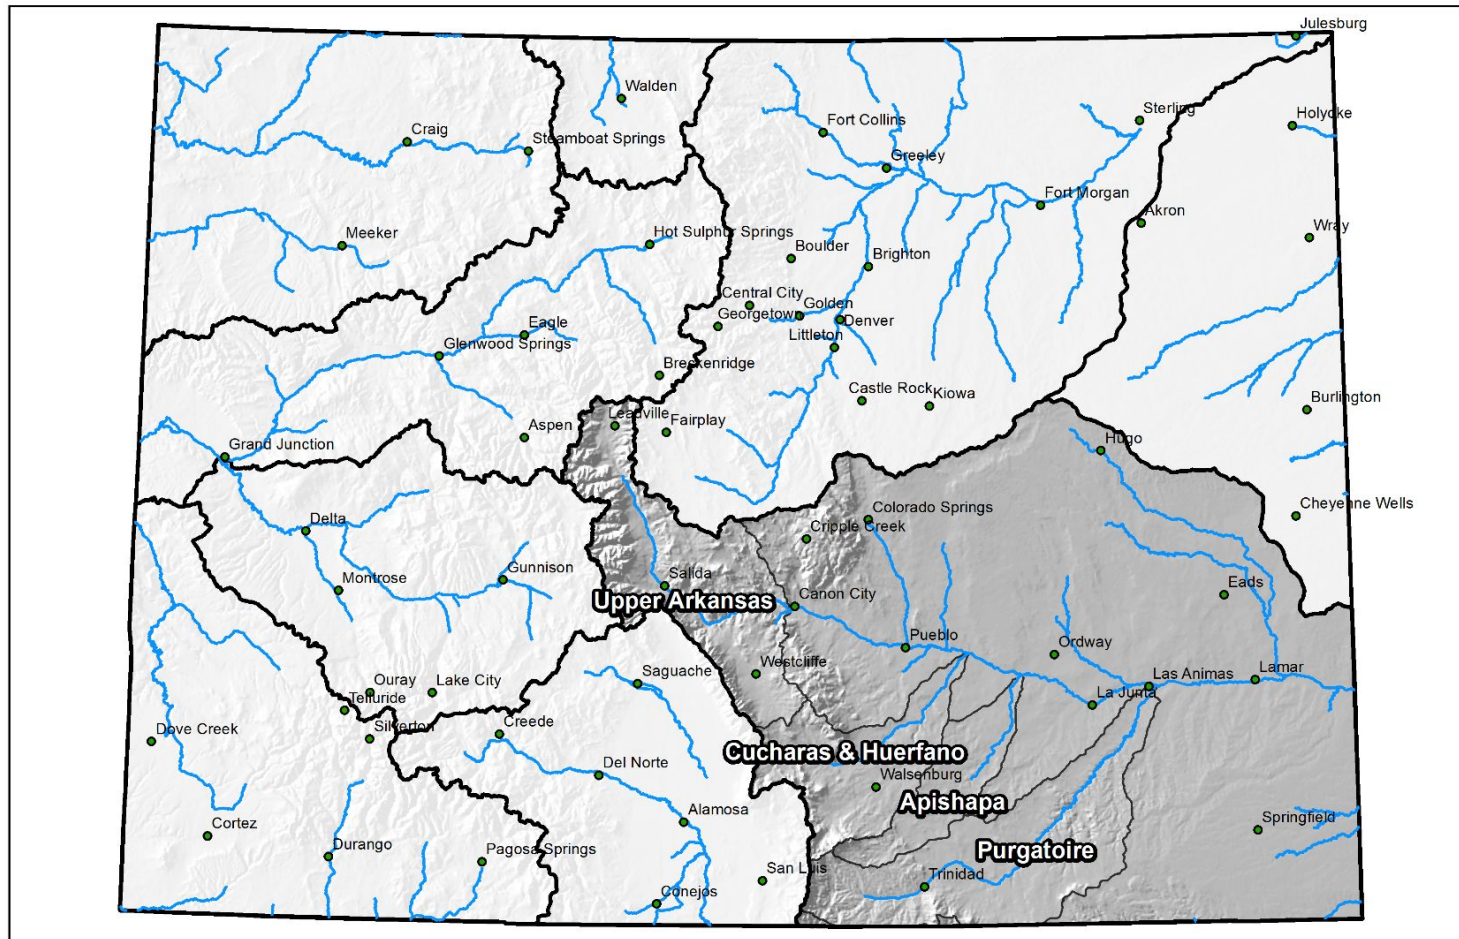 Julesburg
Walden
Sterling
Holyoke
Fort Collins
Craig
Steamboat Springs
Greeley
Fort Morgan
Akron
Wray
Meeker
Hot Sulphur Springs
Boulder
Brighton
Central City
Golden
Georgetown
Denver
Eagle
Littleton
Glenwood Springs
Breckenridge
Castle Rock
Kiowa
Burlington
Leadville
Aspen
Fairplay
Hugo
Grand Junction
Cheyenne Wells
Colorado Springs
Delta
Cripple Creek
Gunnison
Montrose
Salida
Eads
Upper Arkansas
Canon City
Pueblo
Ordway
Westcliffe
Saguache
Las Animas
Lamar
Ouray
Lake City
La Junta
Telluride
Dove Creek
Silverton
Creede
Cucharas & Huerfano
Del Norte
Walsenburg
Apishapa
Alamosa
Cortez
Springfield
Durango
Pagosa Springs
Purgatoire
San Luis
Trinidad
Conejos